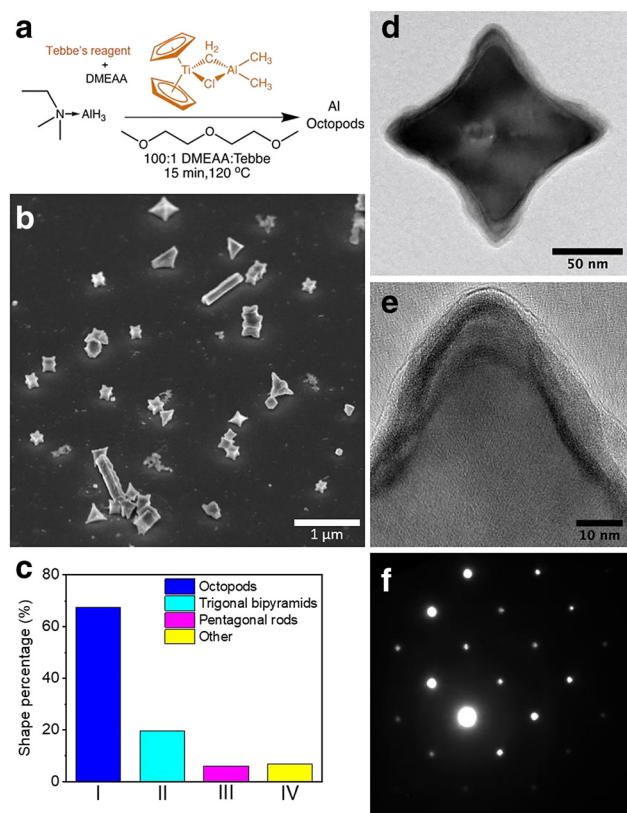 a
Tebbe's reagent
+
DMEAA
N
AlH3
Ti
C
H2
Cl
Al
CH3
CH3
O
O
O
100:1 DMEAA:Tebbe
15 min,120 °C
Al
Octopods
b
1 µm
c
Shape percentage (%)
80
60
40
20
0
Octopods
Trigonal bipyramids
Pentagonal rods
Other
I II III IV
d
50 nm
e
10 nm
f